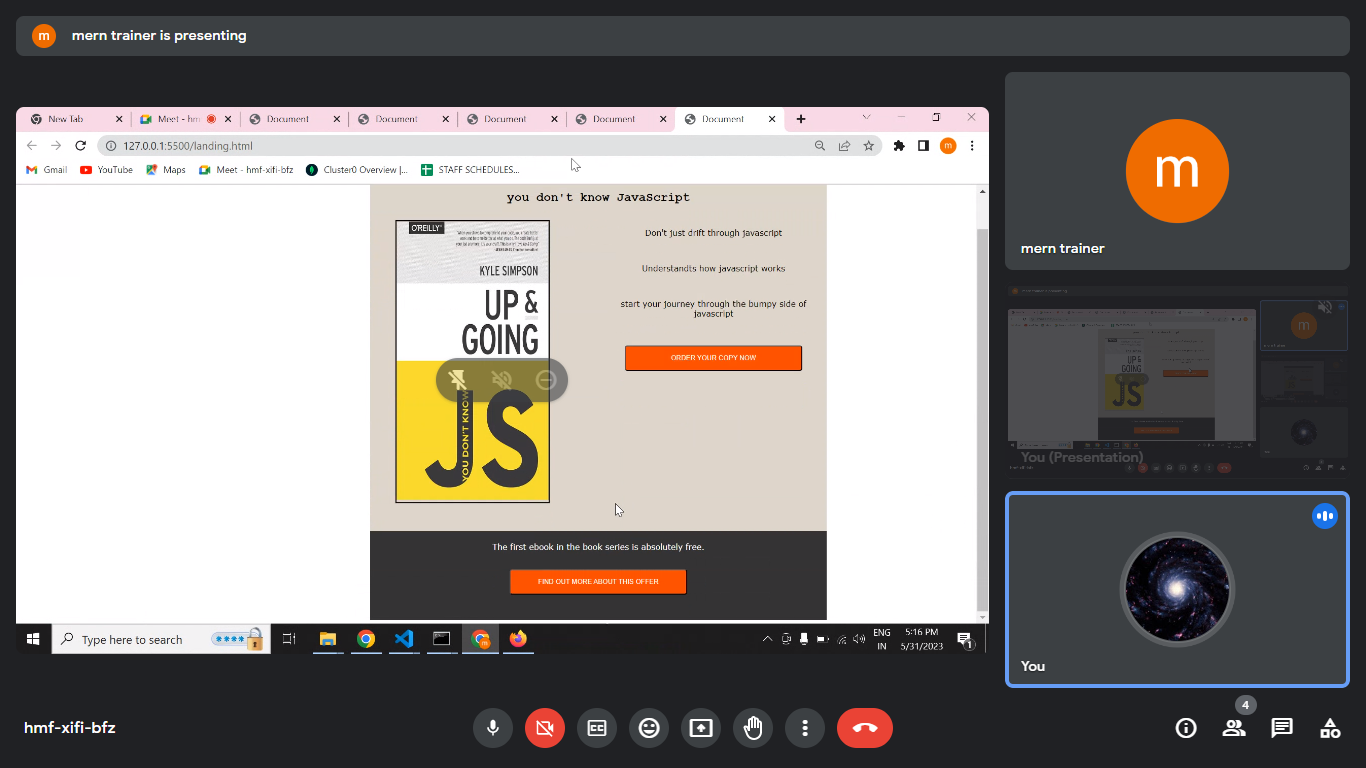 m mern trainer is presenting
New Tab Meet - hm Document Document Document Document Document
127.0.0.1:5500/landing.html m
Gmail YouTube Maps Meet - hmf-xifi-bfz Cluster0 Overview |... STAFF SCHEDULES...
you don't know JavaScript
O'REILLY
KYLE SIMPSON
UP &
GOING
YOU DON'T KNOW
JS
Don't just drift through javascript
Understandts how javascript works
start your journey through the bumpy side of
javascript
ORDER YOUR COPY NOW
The first ebook in the book series is absolutely free.
FIND OUT MORE ABOUT THIS OFFER
Type here to search
ENG
IN
5:16 PM
5/31/2023
1
m
mern trainer
m
UP &
GOING
JS
You (Presentation)
You
hmf-xifi-bfz
CC
4